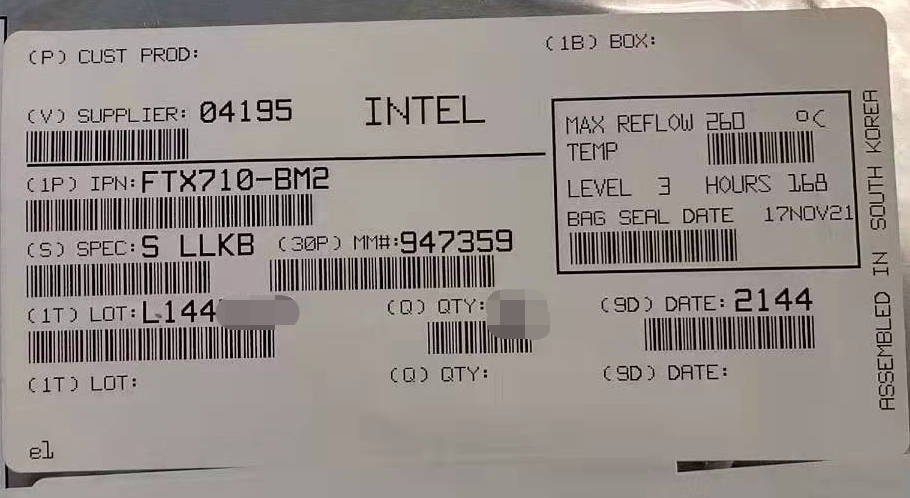 (P) CUST PROD:
(1B) BOX:
(V) SUPPLIER: 04195
INTEL
MAX REFLOW 260 °C
TEMP
LEVEL 3 HOURS 168
BAG SEAL DATE 17NOV21
(1P) IPN: FTX710-BM2
(S) SPEC: S LLKB
(30P) MM#: 947359
(1T) LOT: L144
(Q) QTY:
(9D) DATE: 2144
(1T) LOT:
(Q) QTY:
(9D) DATE:
e1
ASSEMBLED IN SOUTH KOREA